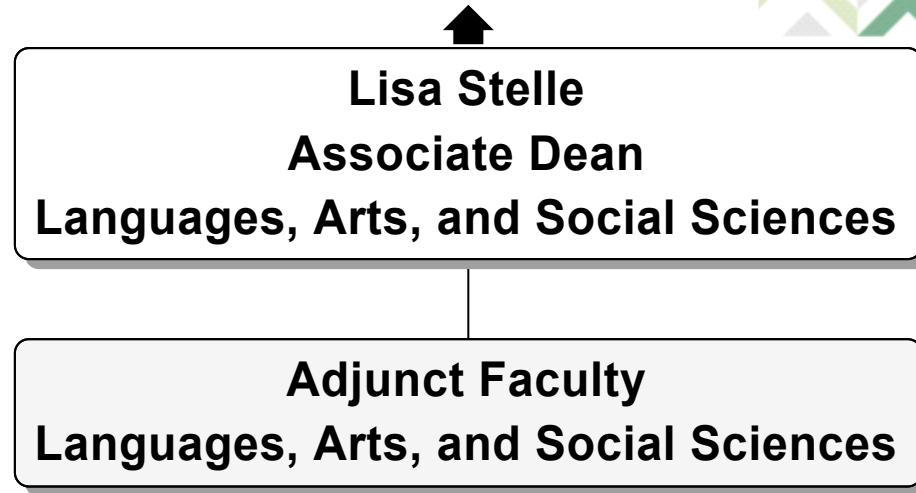 Lisa Stelle
Associate Dean
Languages, Arts, and Social Sciences
Adjunct Faculty
Languages, Arts, and Social Sciences